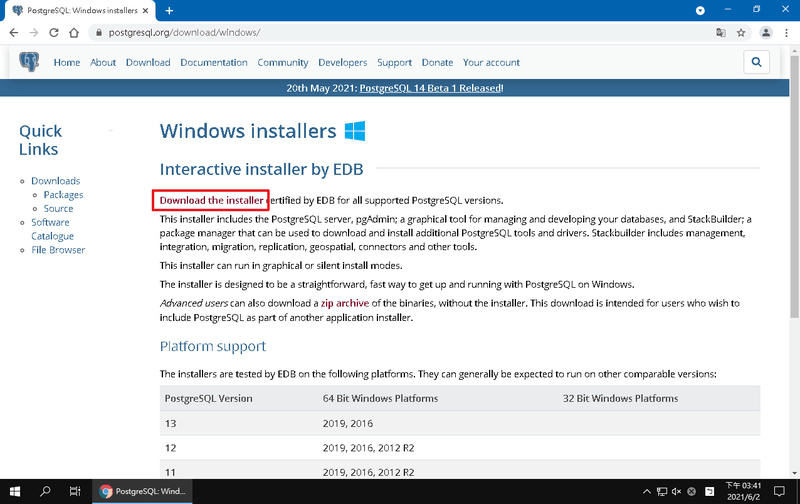 PostgreSQL: Windows installers
postgresql.org/download/windows/
Home About Download Documentation Community Developers Support Donate Your account
20th May 2021: PostgreSQL 14 Beta 1 Released!
Quick
Links
Downloads
Packages
Source
Software
Catalogue
File Browser
Windows installers
Interactive installer by EDB
Download the installer certified by EDB for all supported PostgreSQL versions.
This installer includes the PostgreSQL server, pgAdmin; a graphical tool for managing and developing your databases, and StackBuilder; a
package manager that can be used to download and install additional PostgreSQL tools and drivers. Stackbuilder includes management,
integration, migration, replication, geospatial, connectors and other tools.
This installer can run in graphical or silent install modes.
The installer is designed to be a straightforward, fast way to get up and running with PostgreSQL on Windows.
Advanced users can also download a zip archive of the binaries, without the installer. This download is intended for users who wish to
include PostgreSQL as part of another application installer.
Platform support
The installers are tested by EDB on the following platforms. They can generally be expected to run on other comparable versions:
PostgreSQL Version 64 Bit Windows Platforms 32 Bit Windows Platforms
13 2019, 2016
12 2019, 2016, 2012 R2
11 2019, 2016, 2012 R2
PostgreSQL: Wind...
下午 03:41
2021/6/2